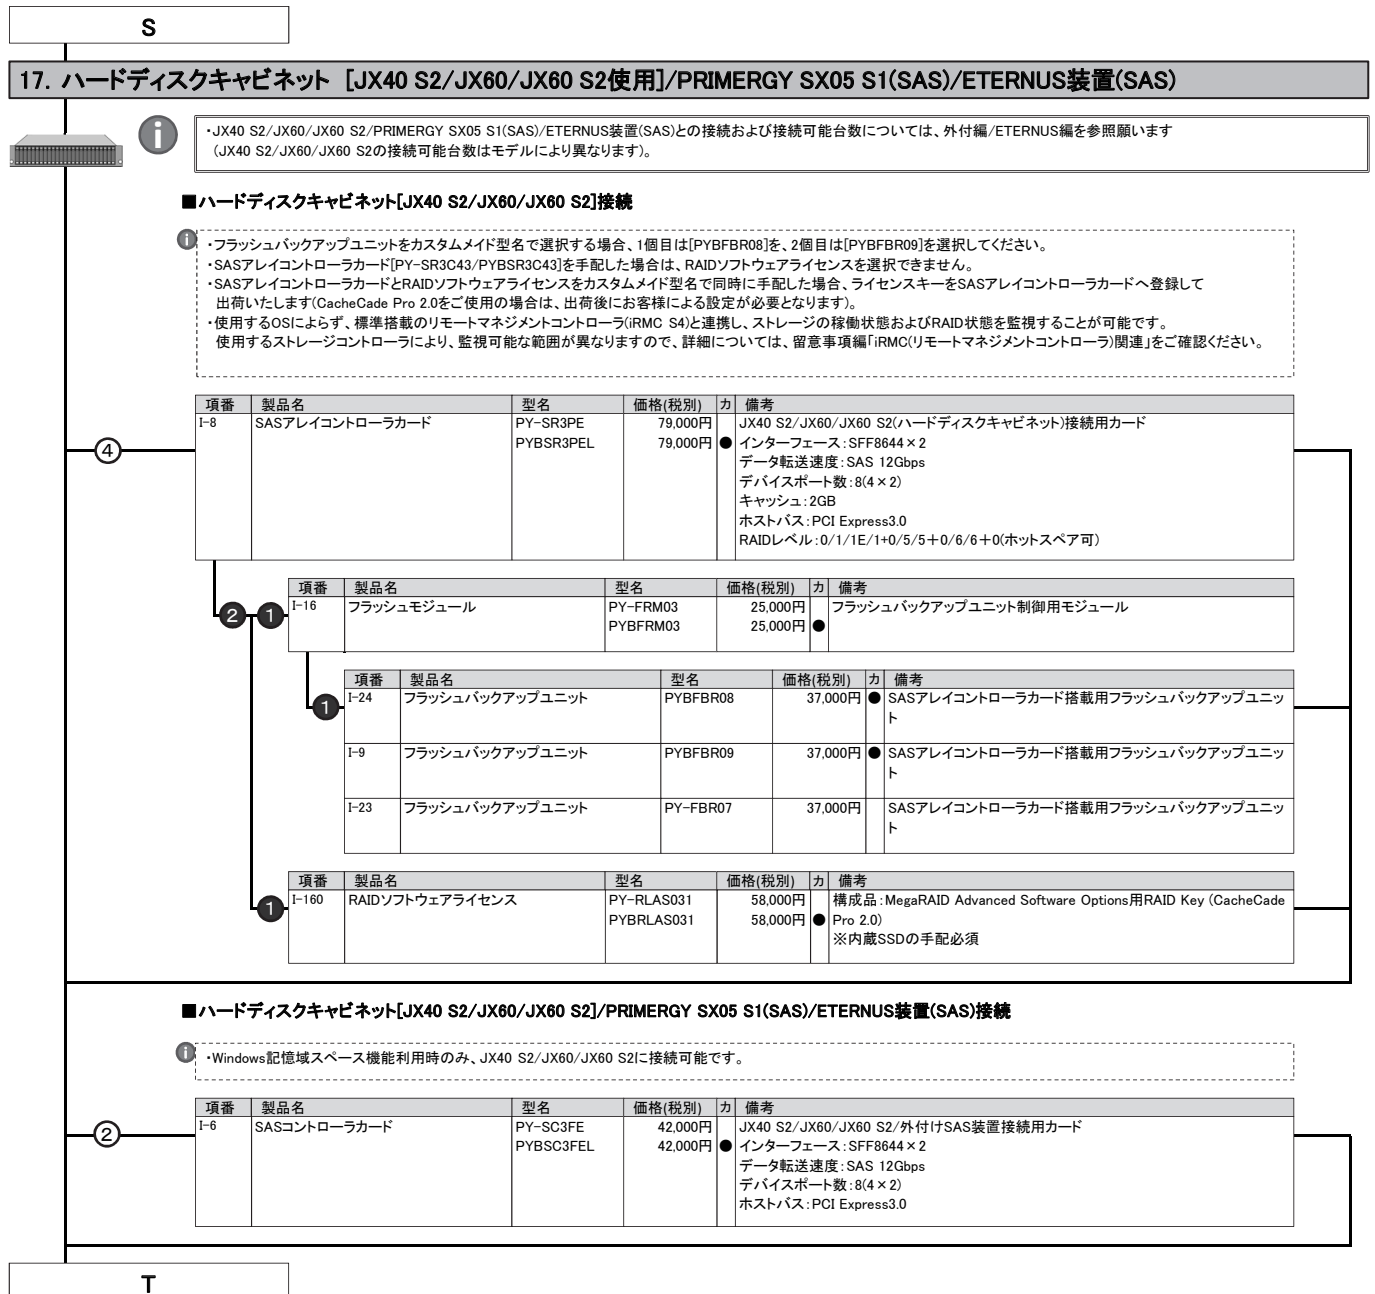 S
17. ハードディスクキャビネット [JX40 S2/JX60/JX60 S2使用]/PRIMERGY SX05 S1(SAS)/ETERNUS装置(SAS)
i
・JX40 S2/JX60/JX60 S2/PRIMERGY SX05 S1(SAS)/ETERNUS装置(SAS)との接続および接続可能台数については、外付編/ETERNUS編を参照願います
(JX40 S2/JX60/JX60 S2の接続可能台数はモデルにより異なります)。
■ハードディスクキャビネット[JX40 S2/JX60/JX60 S2]接続
i
・フラッシュバックアップユニットをカスタムメイド型名で選択する場合、1個目は[PYBFBR08]を、2個目は[PYBFBR09]を選択してください。
・SASアレイコントローラカード[PY-SR3C43/PYBSR3C43]を手配した場合は、RAIDソフトウェアライセンスを選択できません。
・SASアレイコントローラカードとRAIDソフトウェアライセンスをカスタムメイド型名で同時に手配した場合、ライセンスキーをSASアレイコントローラカードへ登録して
出荷いたします(CacheCade Pro 2.0をご使用の場合は、出荷後にお客様による設定が必要となります)。
・使用するOSによらず、標準搭載のリモートマネジメントコントローラ(iRMC S4)と連携し、ストレージの稼働状態およびRAID状態を監視することが可能です。
使用するストレージコントローラにより、監視可能な範囲が異なりますので、詳細については、留意事項編「iRMC(リモートマネジメントコントローラ)関連」をご確認ください。
項番 製品名 型名 価格(税別) カ 備考
I-8 SASアレイコントローラカード PY-SR3PE 79,000円 JX40 S2/JX60/JX60 S2(ハードディスクキャビネット)接続用カード
④ PYBSR3PEL 79,000円 ● インターフェース:SFF8644×2
データ転送速度:SAS 12Gbps
デバイスポート数:8(4×2)
キャッシュ:2GB
ホストバス:PCI Express3.0
RAIDレベル:0/1/1E/1+0/5/5+0/6/6+0(ホットスペア可)
項番 製品名 型名 価格(税別) カ 備考
❷ ❶ I-16 フラッシュモジュール PY-FRM03 25,000円 フラッシュバックアップユニット制御用モジュール
PYBFRM03 25,000円 ●
項番 製品名 型名 価格(税別) カ 備考
❶ I-24 フラッシュバックアップユニット PYBFBR08 37,000円 ● SASアレイコントローラカード搭載用フラッシュバックアップユニッ
ト
I-9 フラッシュバックアップユニット PYBFBR09 37,000円 ● SASアレイコントローラカード搭載用フラッシュバックアップユニッ
ト
I-23 フラッシュバックアップユニット PY-FBR07 37,000円 SASアレイコントローラカード搭載用フラッシュバックアップユニッ
ト
項番 製品名 型名 価格(税別) カ 備考
❶ I-160 RAIDソフトウェアライセンス PY-RLAS031 58,000円 構成品:MegaRAID Advanced Software Options用RAID Key (CacheCade
PYBRLAS031 58,000円 ● Pro 2.0)
※内蔵SSDの手配必須
■ハードディスクキャビネット[JX40 S2/JX60/JX60 S2]/PRIMERGY SX05 S1(SAS)/ETERNUS装置(SAS)接続
i
・Windows記憶域スペース機能利用時のみ、JX40 S2/JX60/JX60 S2に接続可能です。
項番 製品名 型名 価格(税別) カ 備考
② I-6 SASコントローラカード PY-SC3FE 42,000円 JX40 S2/JX60/JX60 S2/外付けSAS装置接続用カード
PYBSC3FEL 42,000円 ● インターフェース:SFF8644×2
データ転送速度:SAS 12Gbps
デバイスポート数:8(4×2)
ホストバス:PCI Express3.0
T